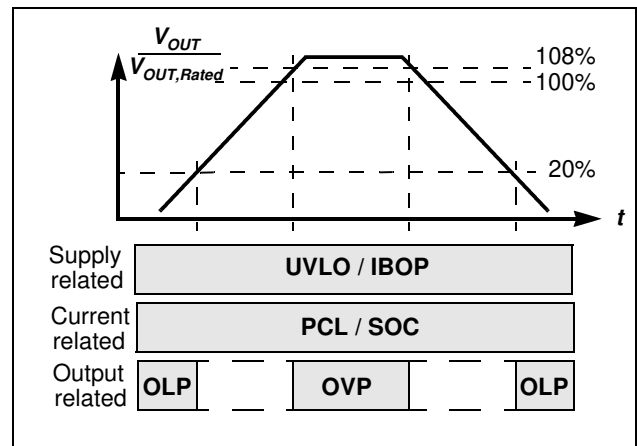 V_OUT
V_OUT,Rated
108%
100%
20%
t
Supply
related
UVLO / IBOP
Current
related
PCL / SOC
Output
related
OLP
OVP
OLP